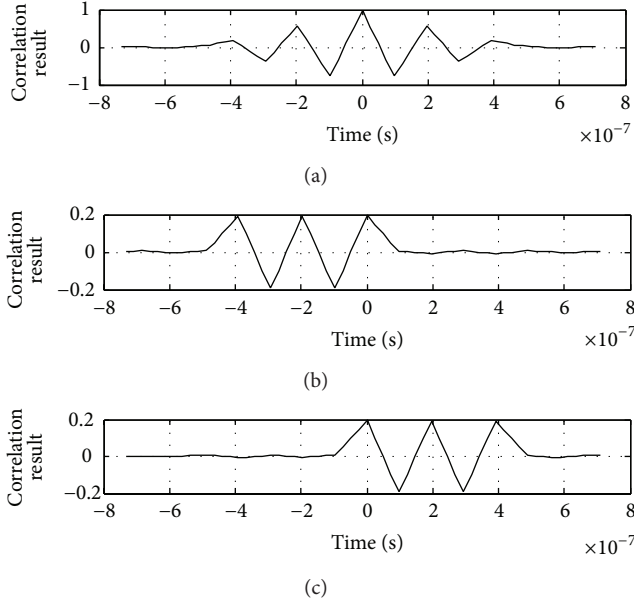 Correlation
result
1
0
−1
−8 −6 −4 −2 0 2 4 6 8
Time (s)
×10−7
(a)
Correlation
result
0.2
0
−0.2
−8 −6 −4 −2 0 2 4 6 8
Time (s)
×10−7
(b)
Correlation
result
0.2
0
−0.2
−8 −6 −4 −2 0 2 4 6 8
Time (s)
×10−7
(c)